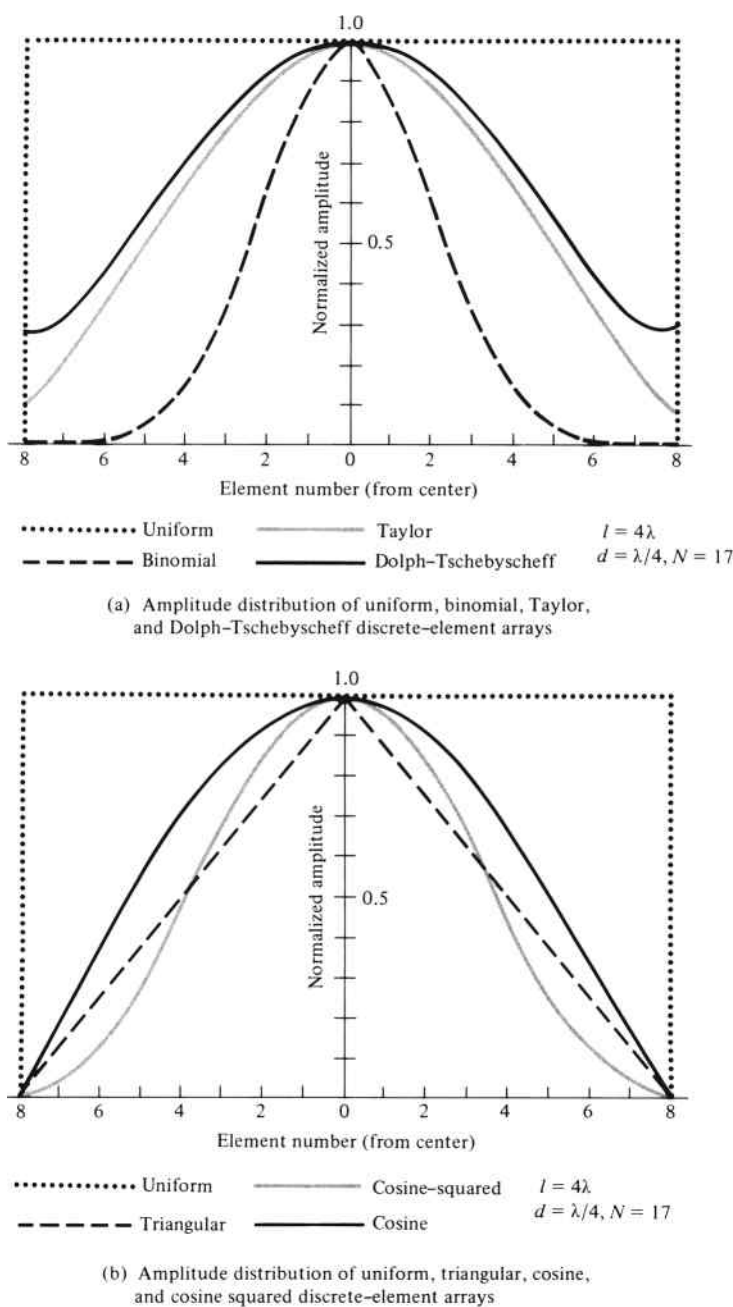 1.0
Normalized amplitude
0.5
8 6 4 2 0 2 4 6 8
Element number (from center)
Uniform Taylor l = 4λ
Binomial Dolph–Tschebyscheff d = λ/4, N = 17
(a) Amplitude distribution of uniform, binomial, Taylor,
and Dolph–Tschebyscheff discrete–element arrays
1.0
Normalized amplitude
0.5
8 6 4 2 0 2 4 6 8
Element number (from center)
Uniform Cosine–squared l = 4λ
Triangular Cosine d = λ/4, N = 17
(b) Amplitude distribution of uniform, triangular, cosine,
and cosine squared discrete–element arrays